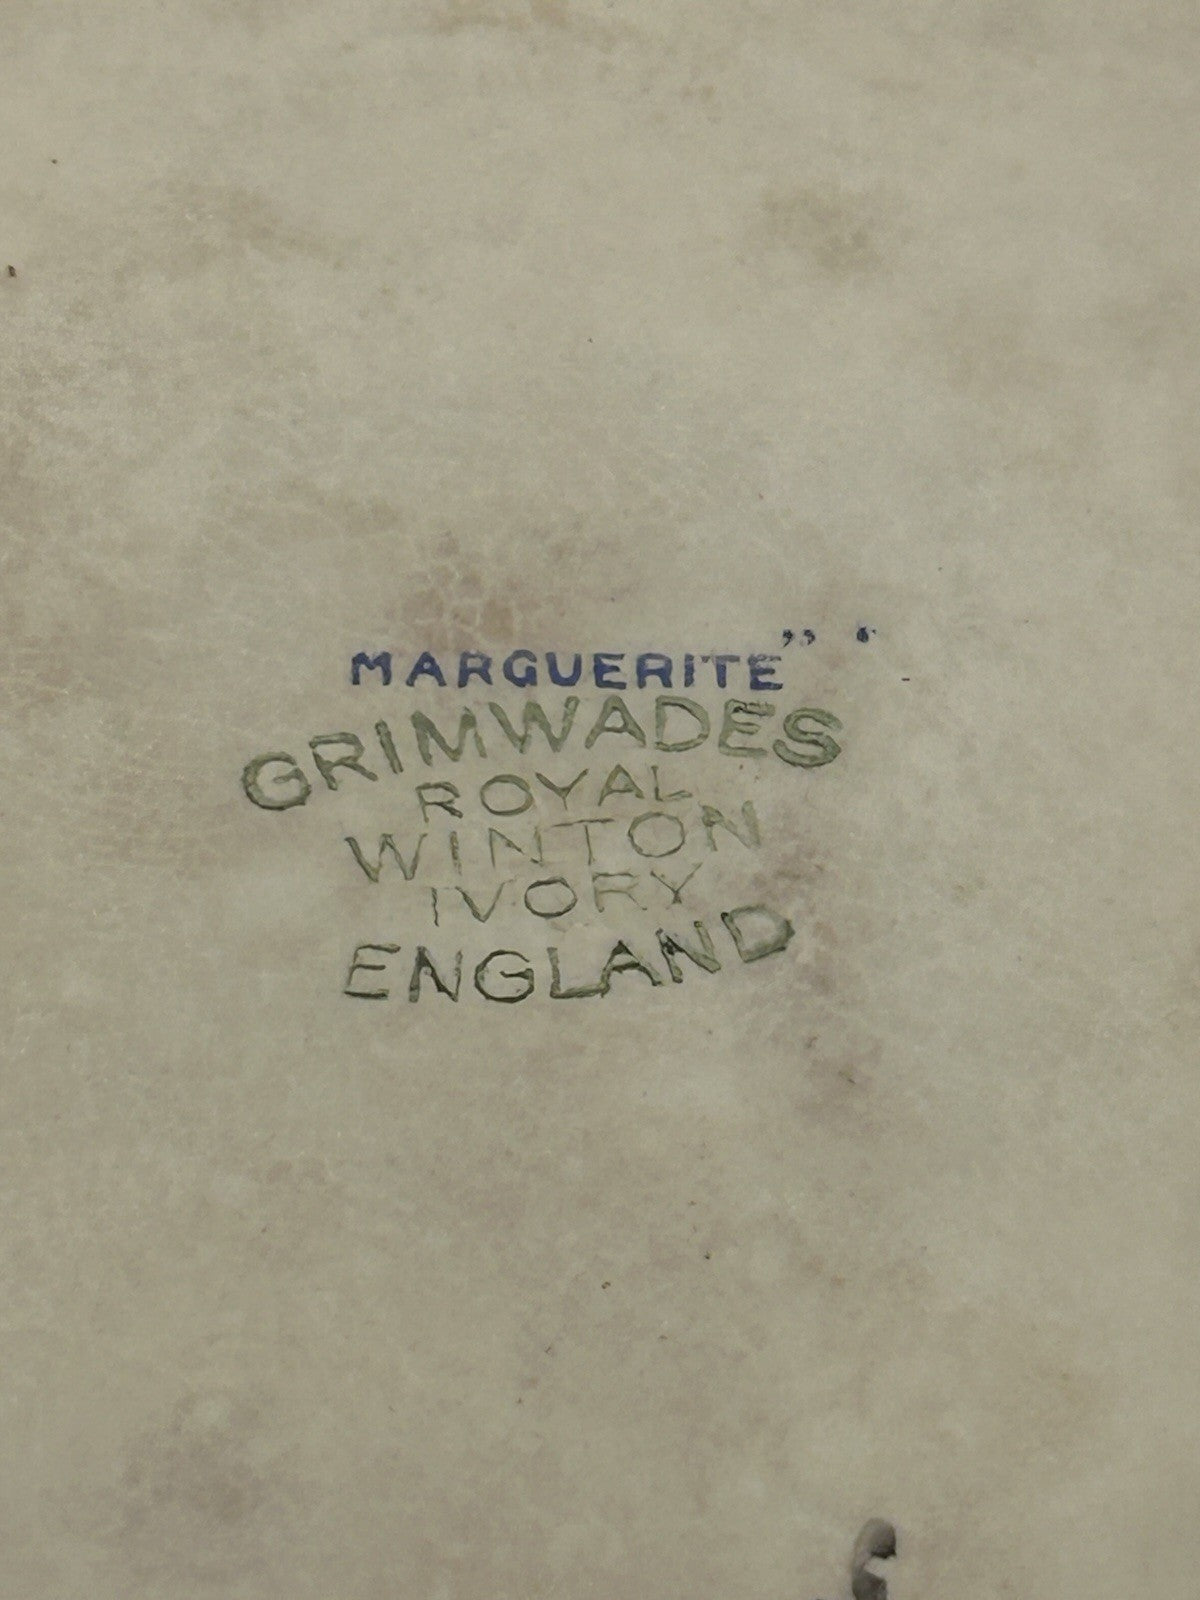 MARGUERITE”
GRIMWADES
ROYAL
WINTON
IVORY
ENGLAND